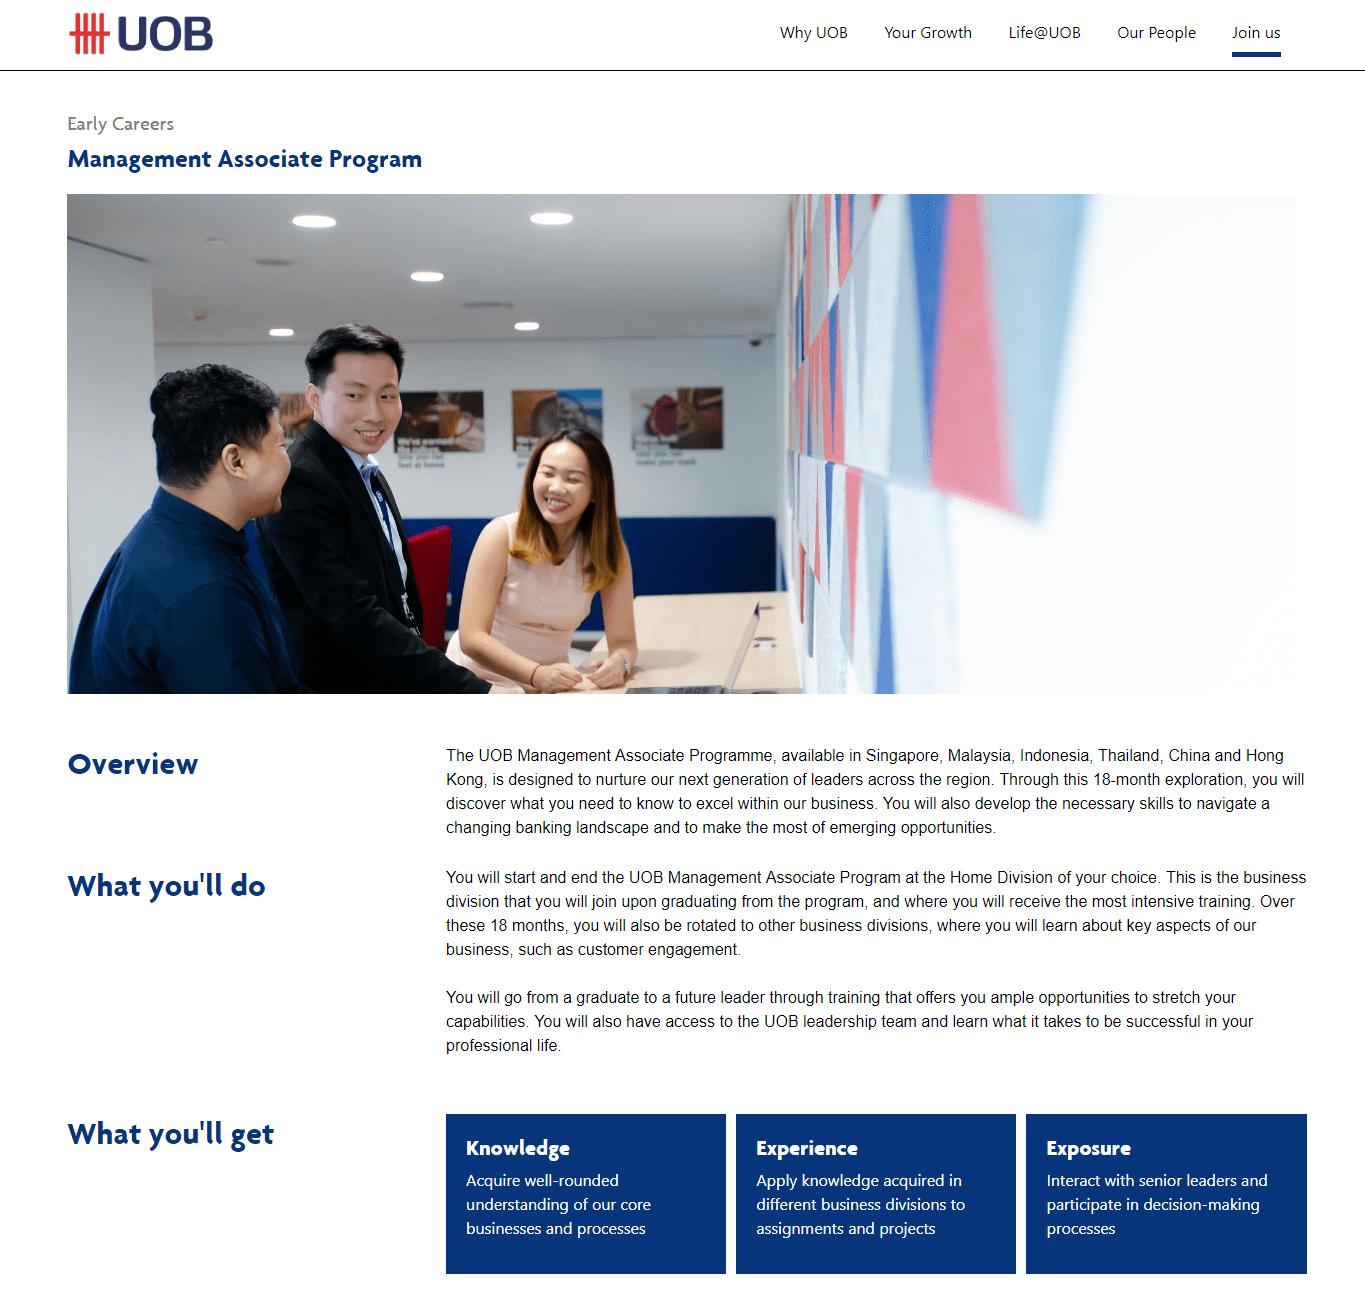 UOB
Why UOB
Your Growth
Life@UOB
Our People
Join us
Early Careers
Management Associate Program
Overview
The UOB Management Associate Programme, available in Singapore, Malaysia, Indonesia, Thailand, China and Hong
Kong, is designed to nurture our next generation of leaders across the region. Through this 18-month exploration, you will
discover what you need to know to excel within our business. You will also develop the necessary skills to navigate a
changing banking landscape and to make the most of emerging opportunities.
What you'll do
You will start and end the UOB Management Associate Program at the Home Division of your choice. This is the business
division that you will join upon graduating from the program, and where you will receive the most intensive training. Over
these 18 months, you will also be rotated to other business divisions, where you will learn about key aspects of our
business, such as customer engagement.
You will go from a graduate to a future leader through training that offers you ample opportunities to stretch your
capabilities. You will also have access to the UOB leadership team and learn what it takes to be successful in your
professional life.
What you'll get
Knowledge
Acquire well-rounded
understanding of our core
businesses and processes
Experience
Apply knowledge acquired in
different business divisions to
assignments and projects
Exposure
Interact with senior leaders and
participate in decision-making
processes